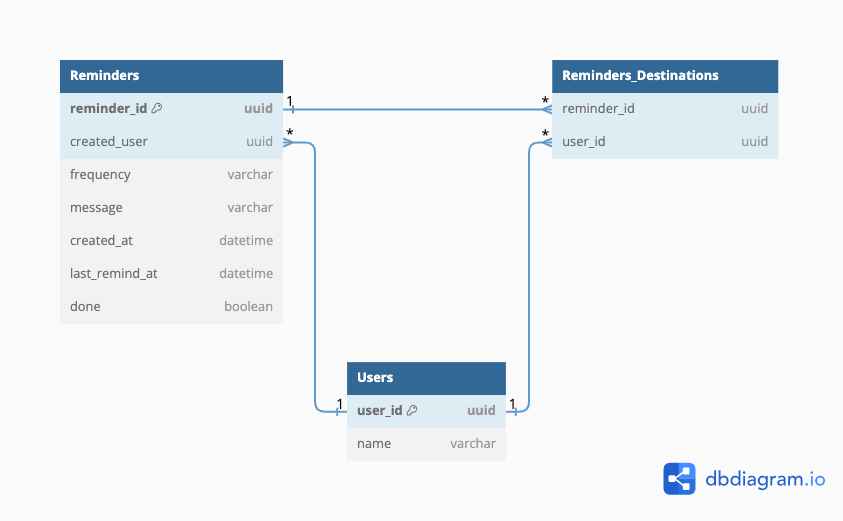 Reminders
reminder_id uuid
created_user uuid
frequency varchar
message varchar
created_at datetime
last_remind_at datetime
done boolean
1 *
* *
Reminders_Destinations
reminder_id uuid
user_id uuid
1 1
Users
user_id uuid
name varchar
dbdiagram.io